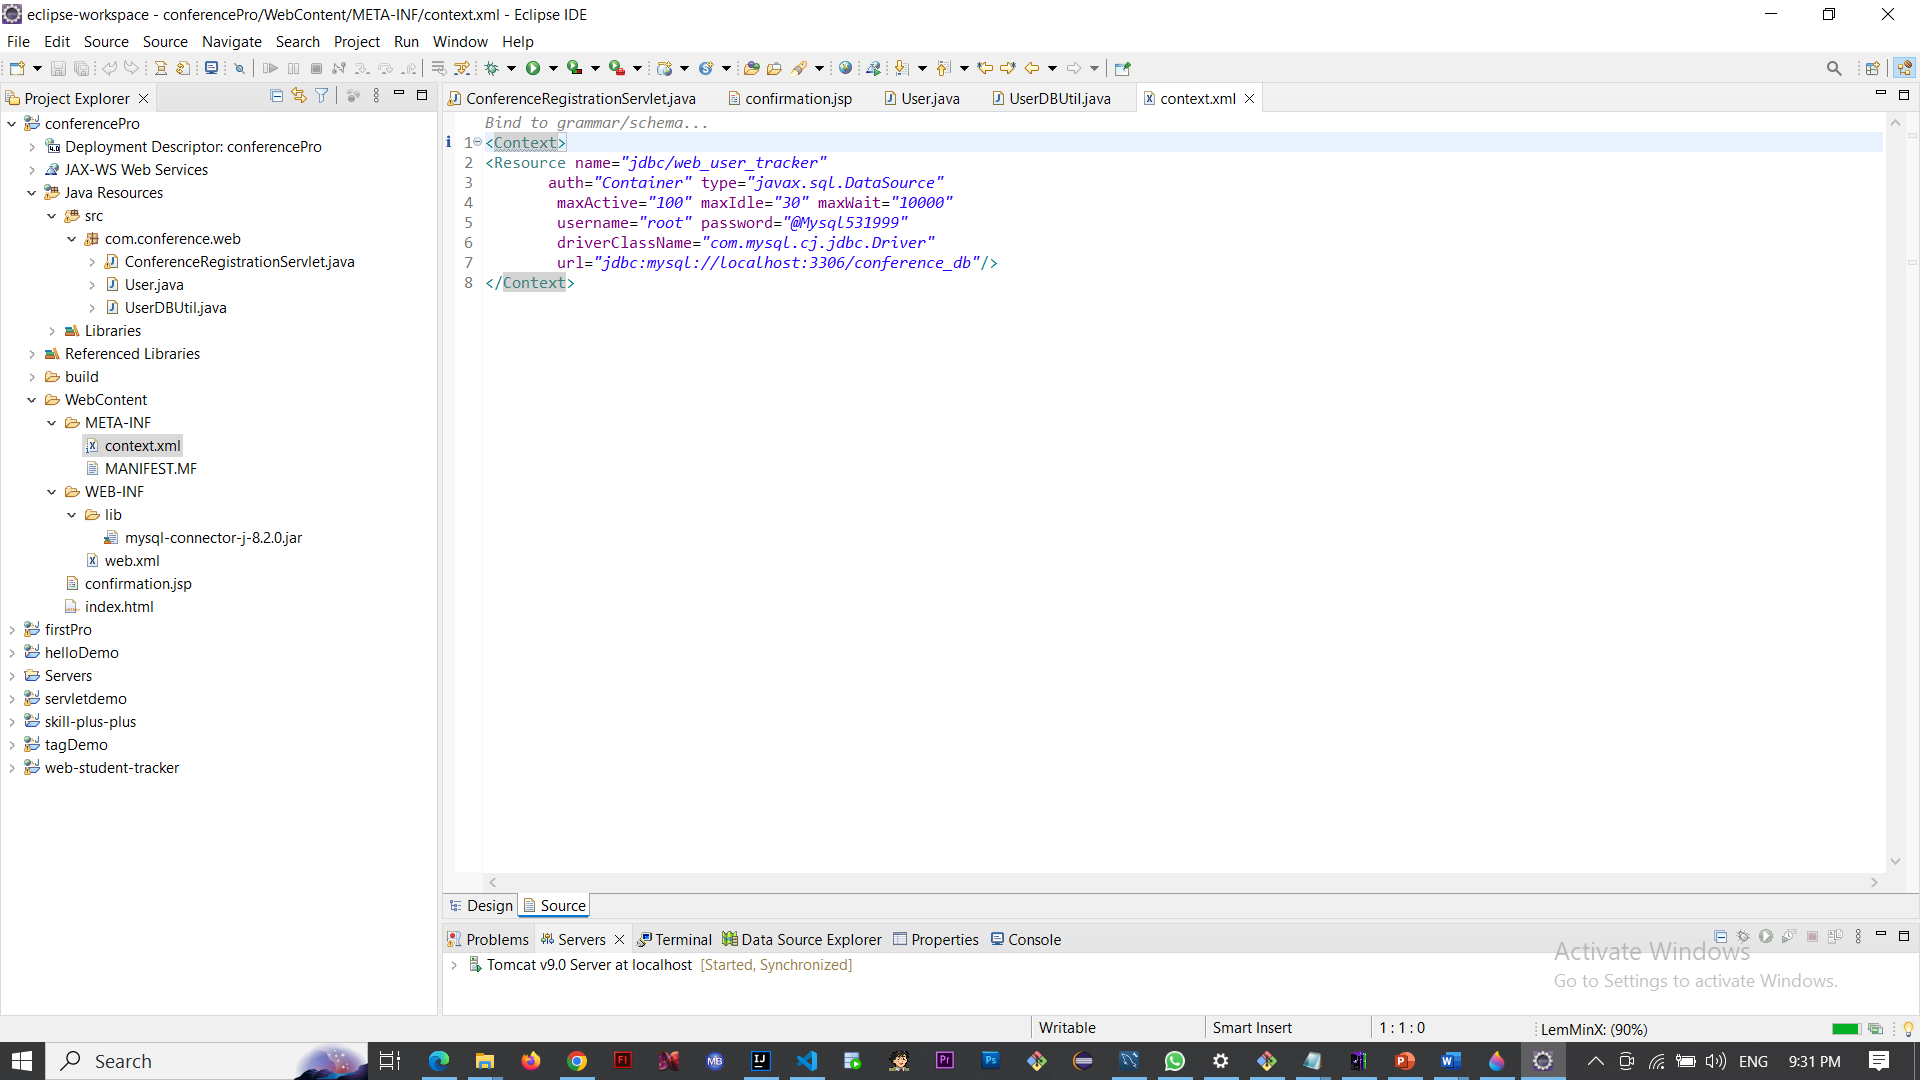 eclipse-workspace - conferencePro/WebContent/META-INF/context.xml - Eclipse IDE
File Edit Source Source Navigate Search Project Run Window Help
Project Explorer
conferencePro
Deployment Descriptor: conferencePro
JAX-WS Web Services
Java Resources
src
com.conference.web
ConferenceRegistrationServlet.java
User.java
UserDBUtil.java
Libraries
Referenced Libraries
build
WebContent
META-INF
context.xml
MANIFEST.MF
WEB-INF
lib
mysql-connector-j-8.2.0.jar
web.xml
confirmation.jsp
index.html
firstPro
helloDemo
Servers
servletdemo
skill-plus-plus
tagDemo
web-student-tracker
ConferenceRegistrationServlet.java confirmation.jsp User.java UserDBUtil.java context.xml
Bind to grammar/schema...
1 <Context>
2 <Resource name="jdbc/web_user_tracker"
3 auth="Container" type="javax.sql.DataSource"
4 maxActive="100" maxIdle="30" maxWait="10000"
5 username="root" password="@Mysql531999"
6 driverClassName="com.mysql.cj.jdbc.Driver"
7 url="jdbc:mysql://localhost:3306/conference_db"/>
8 </Context>
Design Source
Problems Servers Terminal Data Source Explorer Properties Console
Tomcat v9.0 Server at localhost [Started, Synchronized]
Activate Windows
Go to Settings to activate Windows.
Writable Smart Insert 1 : 1 : 0 LemMinX: (90%)
Search ENG 9:31 PM